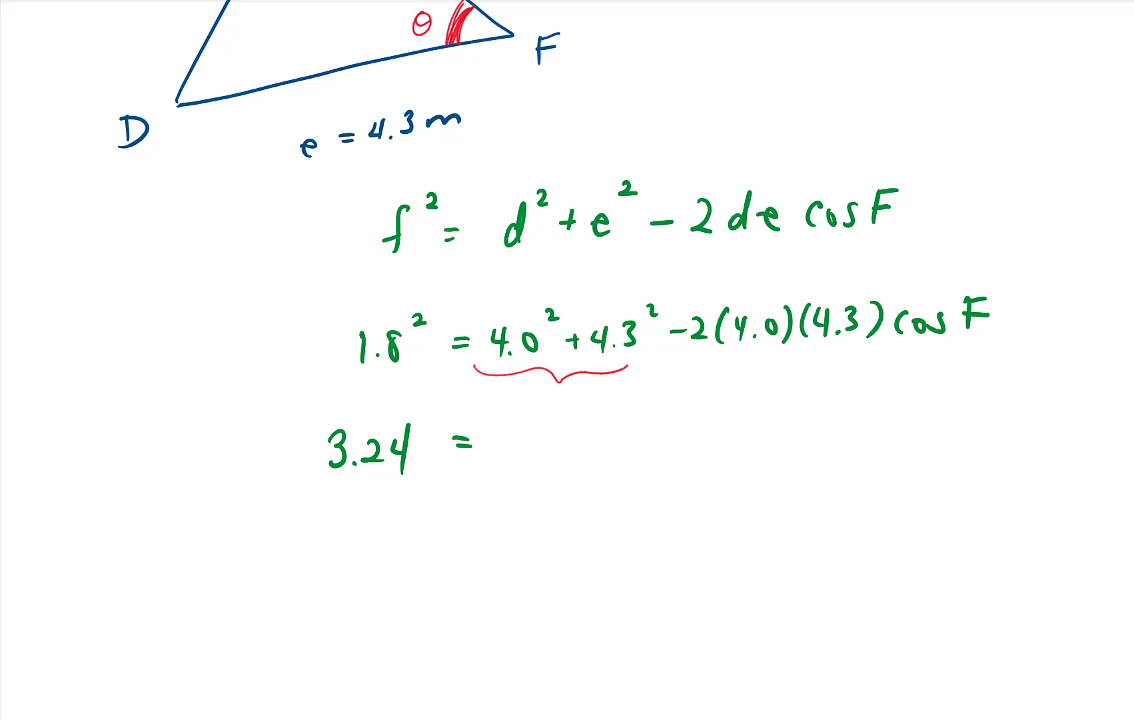 θ
F
D
e = 4.3 m
f² = d² + e² - 2 d e cos F
1.8² = 4.0² + 4.3² - 2(4.0)(4.3) cos F
3.24 =